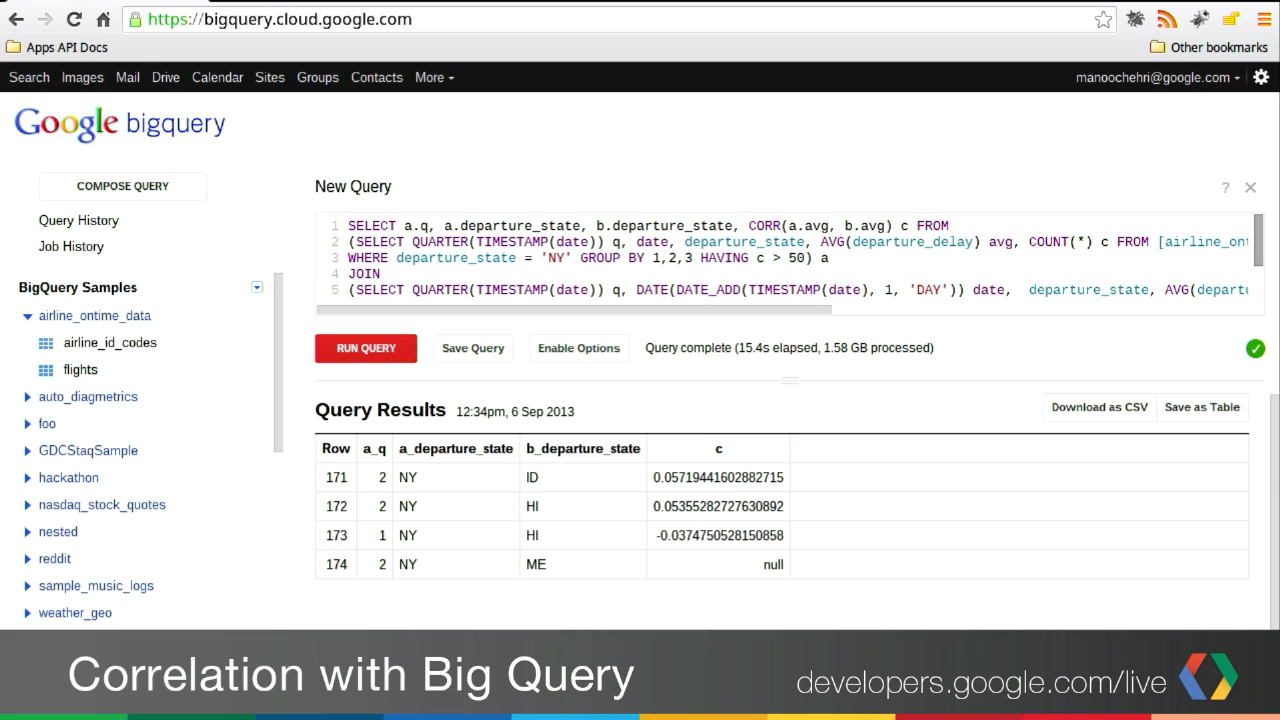 https://bigquery.cloud.google.com
Apps API Docs
Other bookmarks
Search Images Mail Drive Calendar Sites Groups Contacts More
manoochehri@google.com
Google bigquery
COMPOSE QUERY
Query History
Job History
BigQuery Samples
airline_ontime_data
airline_id_codes
flights
auto_diagmetrics
foo
GDCStaqSample
hackathon
nasdaq_stock_quotes
nested
reddit
sample_music_logs
weather_geo
New Query
?
1 SELECT a.q, a.departure_state, b.departure_state, CORR(a.avg, b.avg) c FROM
2 (SELECT QUARTER(TIMESTAMP(date)) q, date, departure_state, AVG(departure_delay) avg, COUNT(*) c FROM [airline_ont
3 WHERE departure_state = 'NY' GROUP BY 1,2,3 HAVING c > 50) a
4 JOIN
5 (SELECT QUARTER(TIMESTAMP(date)) q, DATE(DATE_ADD(TIMESTAMP(date), 1, 'DAY')) date, departure_state, AVG(departu
RUN QUERY Save Query Enable Options Query complete (15.4s elapsed, 1.58 GB processed)
Query Results 12:34pm, 6 Sep 2013
Download as CSV Save as Table
Row a_q a_departure_state b_departure_state c
171 2 NY ID 0.05719441602882715
172 2 NY HI 0.05355282727630892
173 1 NY HI -0.0374750528150858
174 2 NY ME null
Correlation with Big Query
developers.google.com/live